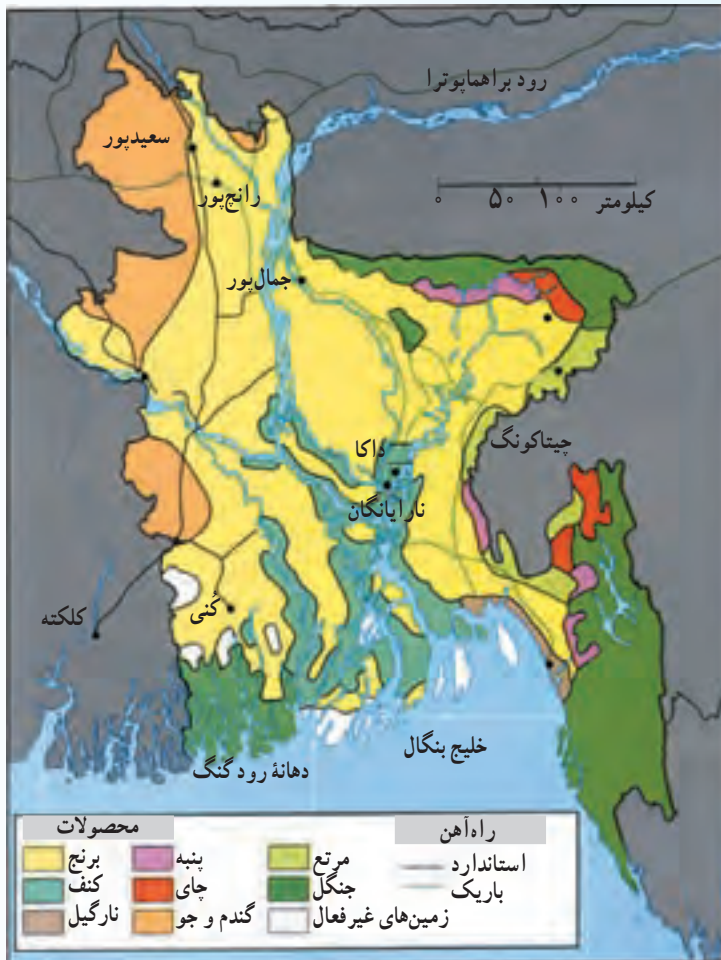 رود براهماپوترا
سعیدپور
رانچ‌پور
۰ ۵۰ ۱۰۰ کیلومتر
جمال‌پور
چیتاکونگ
داکا
نارایانگان
کُنی
کلکته
خلیج بنگال
دهانهٔ رود گنگ
محصولات
برنج
کنف
نارگیل
پنبه
چای
گندم و جو
مرتع
جنگل
زمین‌های غیرفعال
راه‌آهن
استاندارد
باریک